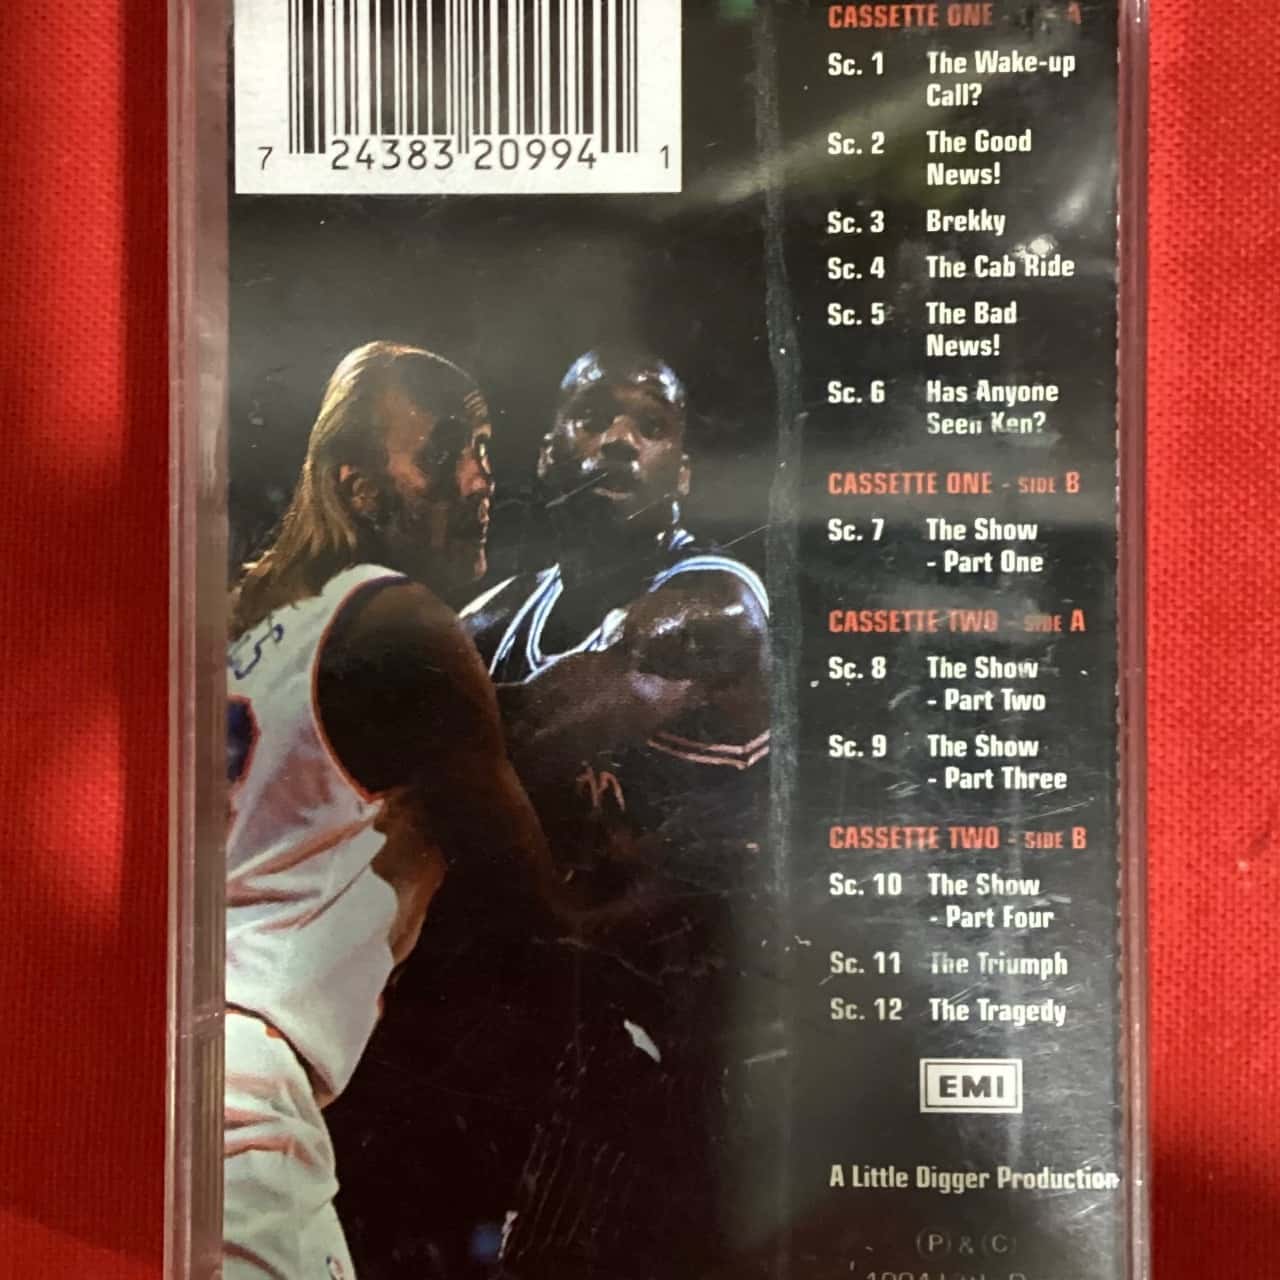 7 24383 20994 1
CASSETTE ONE - A
Sc. 1 The Wake-up
Call?
Sc. 2 The Good
News!
Sc. 3 Brekky
Sc. 4 The Cab Ride
Sc. 5 The Bad
News!
Sc. 6 Has Anyone
Seen Ken?
CASSETTE ONE - SIDE B
Sc. 7 The Show
- Part One
CASSETTE TWO - SIDE A
Sc. 8 The Show
- Part Two
Sc. 9 The Show
- Part Three
CASSETTE TWO - SIDE B
Sc. 10 The Show
- Part Four
Sc. 11 The Triumph
Sc. 12 The Tragedy
EMI
A Little Digger Production
(P) & (C)